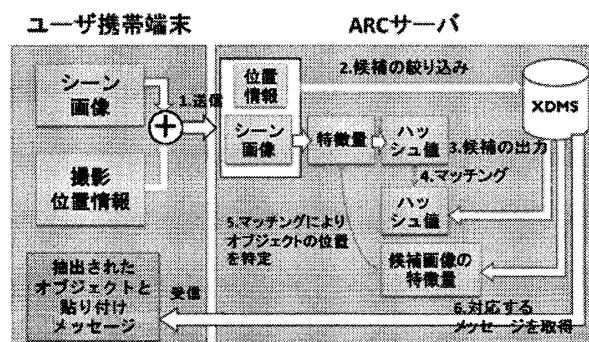 ユーザ携帯端末
ARCサーバ
シーン
画像
撮影
位置情報
1.送信
位置
情報
シーン
画像
2.候補の絞り込み
XDMS
特徴量
ハッ
シュ値
3.候補の出力
4.マッチング
ハッ
シュ値
5.マッチングにより
オブジェクトの位置
を特定
候補画像の
特徴量
抽出された
オブジェクトと
貼り付け
メッセージ
受信
6.対応する
メッセージを取得